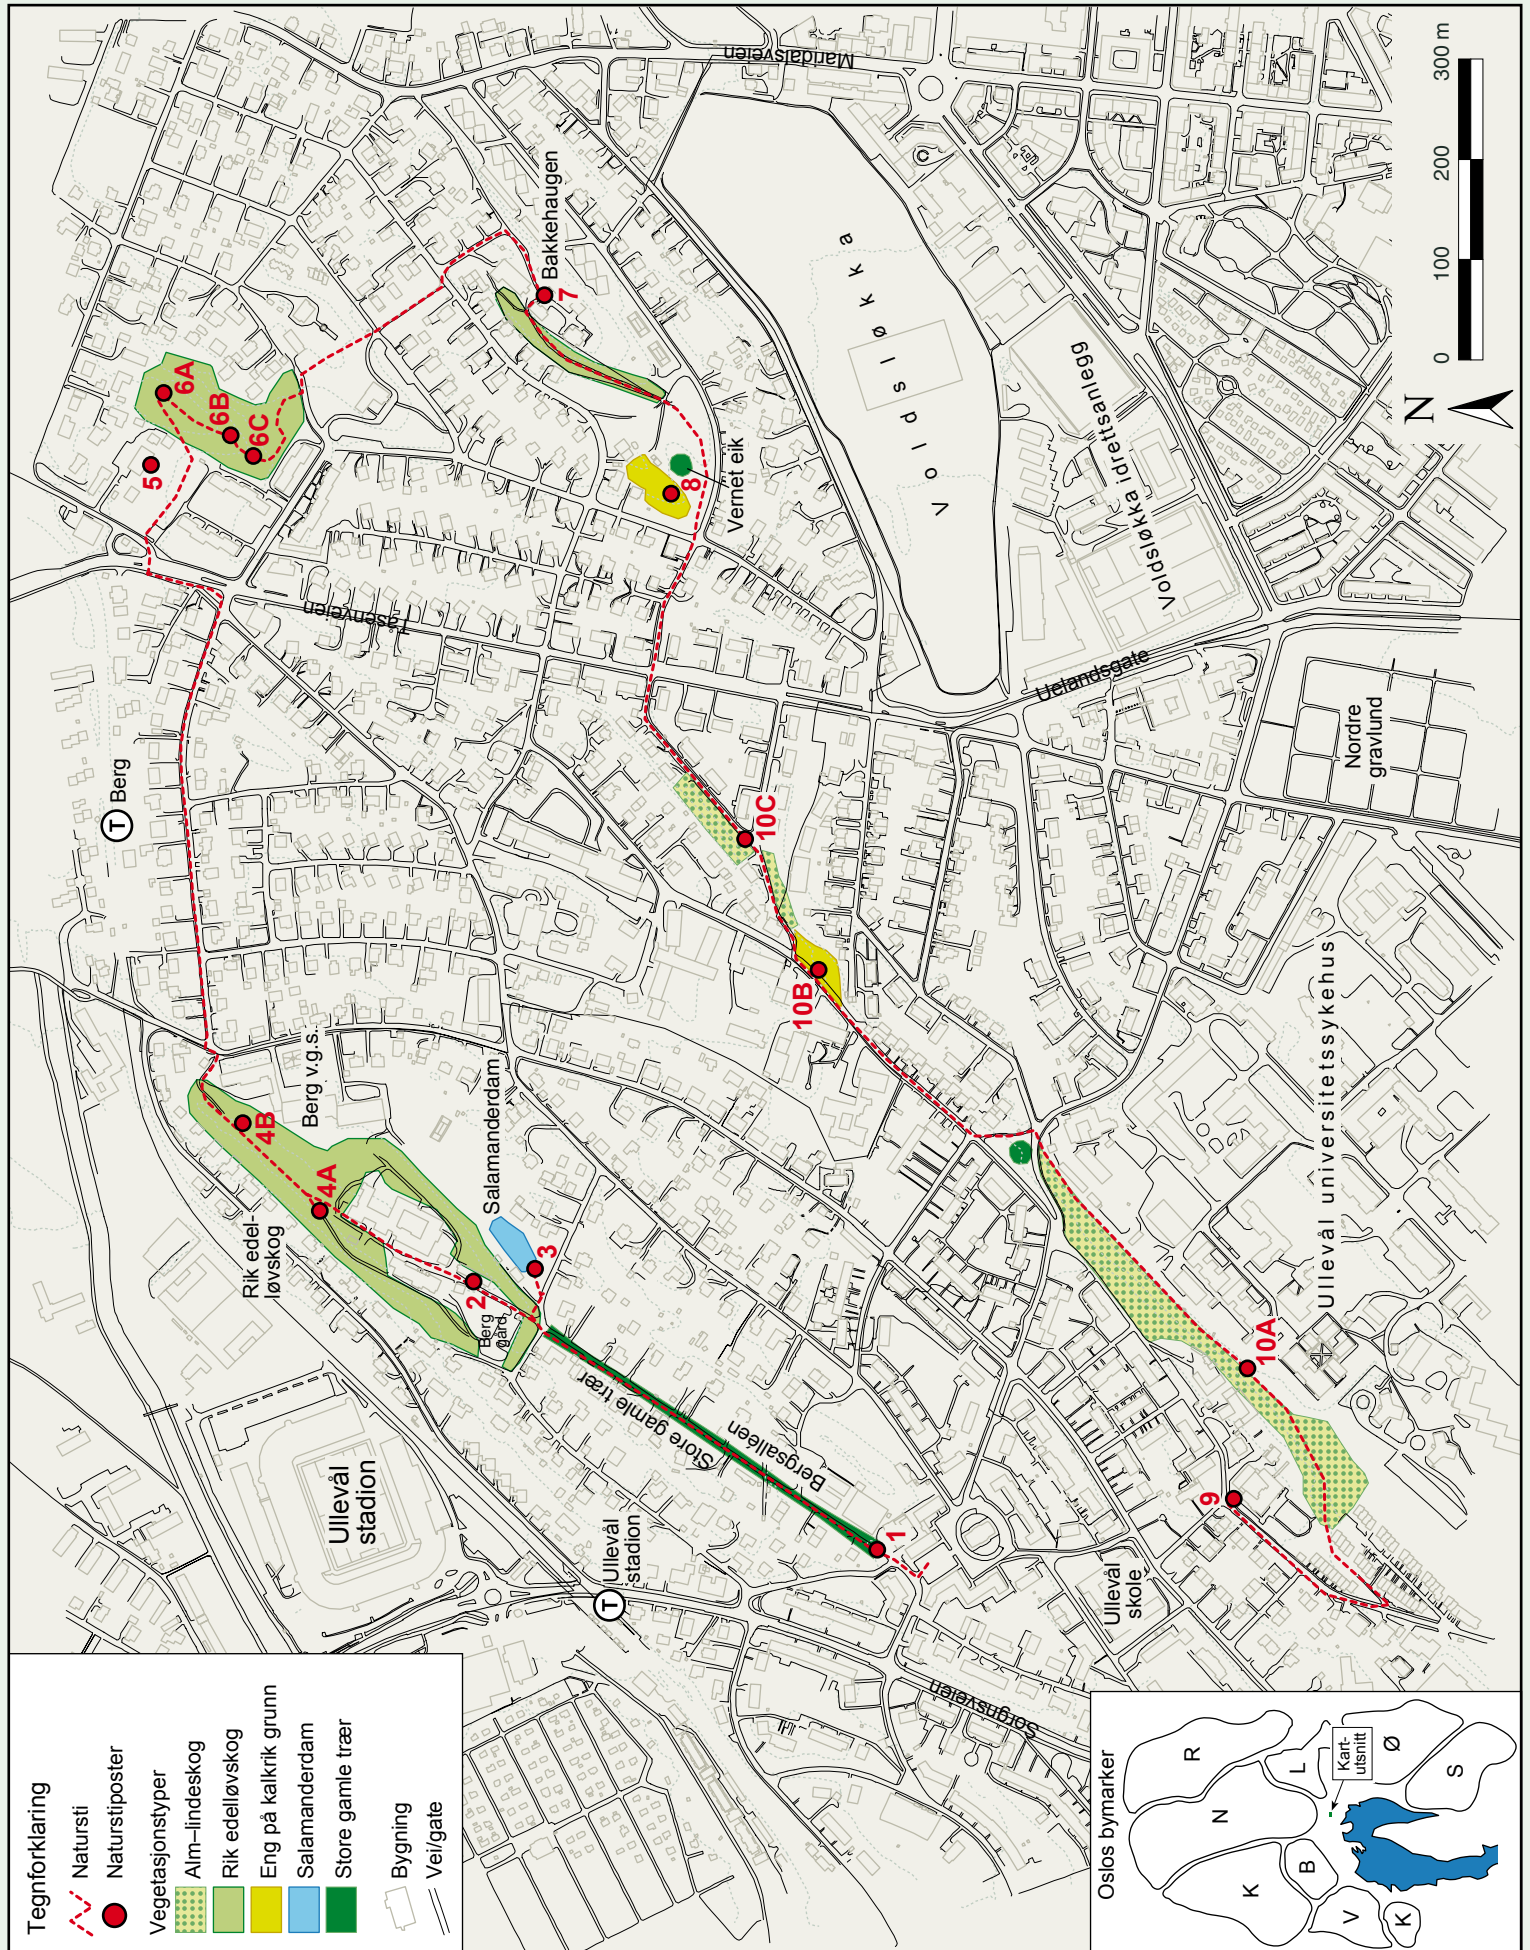 Tegnforklaring
Natursti
Naturstiposter
Vegetasjonstyper
Alm–lindeskog
Rik edelløvskog
Eng på kalkrik grunn
Salamanderdam
Store gamle trær
Bygning
Vei/gate
Ullevål
stadion
T
Ullevål
stadion
Rik edel-
løvskog
4A
4B
Berg v.g.s.
T Berg
2
Berg
gård
3
Salamanderdam
Store gamle trær
Bergsalléen
1
Tåsenveien
5
6A
6B
6C
7
Bakkehaugen
8
Vernet eik
Maridalsveien
Voldsløkka
Voldsløkka idrettsanlegg
Uelandsgate
10C
10B
Nordre
gravlund
Ullevål universitetssykehus
10A
9
Ullevål
skole
Sorgnsveien
Oslos bymarker
R
N
L
Kart-
utsnitt
Ø
K
B
S
V
K
N
0
100
200
300 m